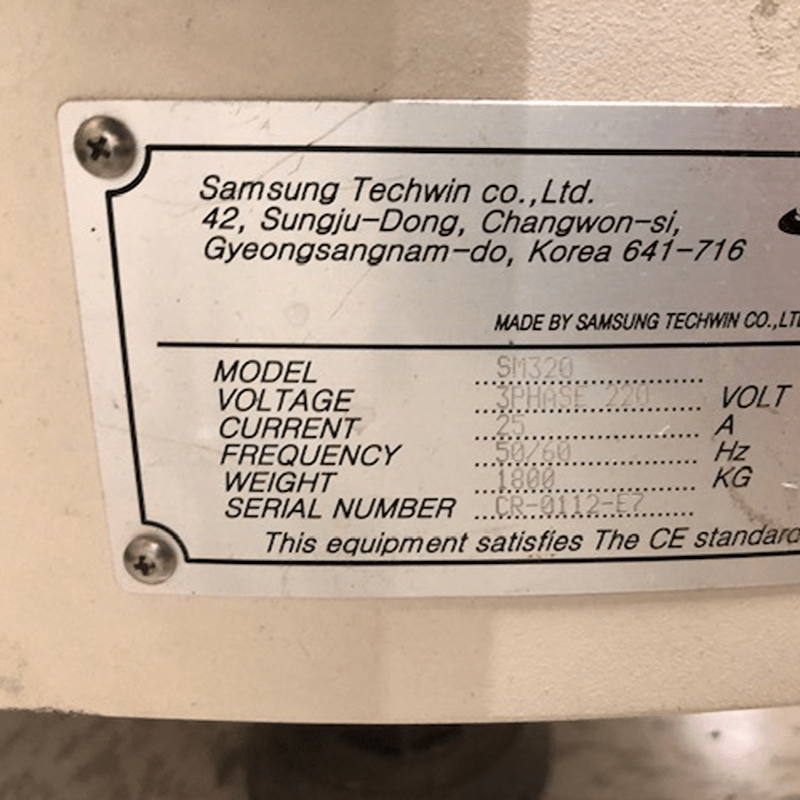 Samsung Techwin co.,Ltd.
42, Sungju-Dong, Changwon-si,
Gyeongsangnam-do, Korea 641-716
MADE BY SAMSUNG TECHWIN CO.,LTD
MODEL SM320
VOLTAGE 3PHASE 220 VOLT
CURRENT 25 A
FREQUENCY 50/60 Hz
WEIGHT 1800 KG
SERIAL NUMBER CR-0112-E7
This equipment satisfies The CE standard